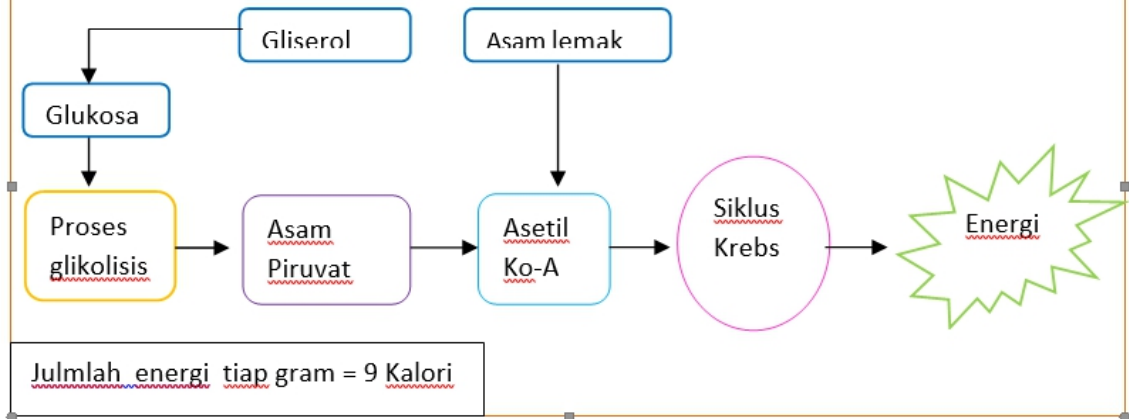 Gliserol
Asam lemak
Glukosa
Proses
glikolisis
Asam
Piruvat
Asetil
Ko-A
Siklus
Krebs
Energi
Julmlah energi tiap gram = 9 Kalori